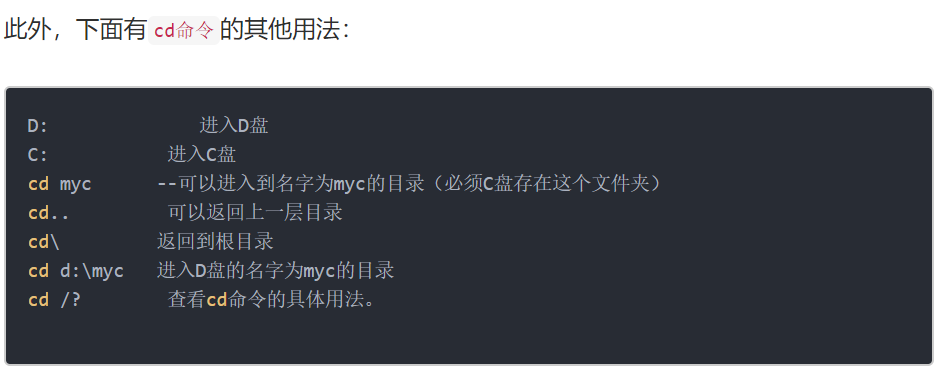 此外，下面有cd命令的其他用法：
D:              进入D盘
C:           进入C盘
cd myc      --可以进入到名字为myc的目录（必须C盘存在这个文件夹）
cd..         可以返回上一层目录
cd\         返回到根目录
cd d:\myc   进入D盘的名字为myc的目录
cd /?        查看cd命令的具体用法。